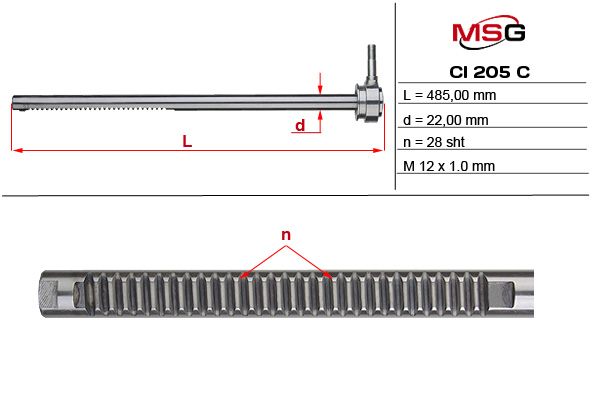 MSG
CI 205 C
L = 485,00 mm
d = 22,00 mm
n = 28 sht
M 12 x 1.0 mm
d
L
n